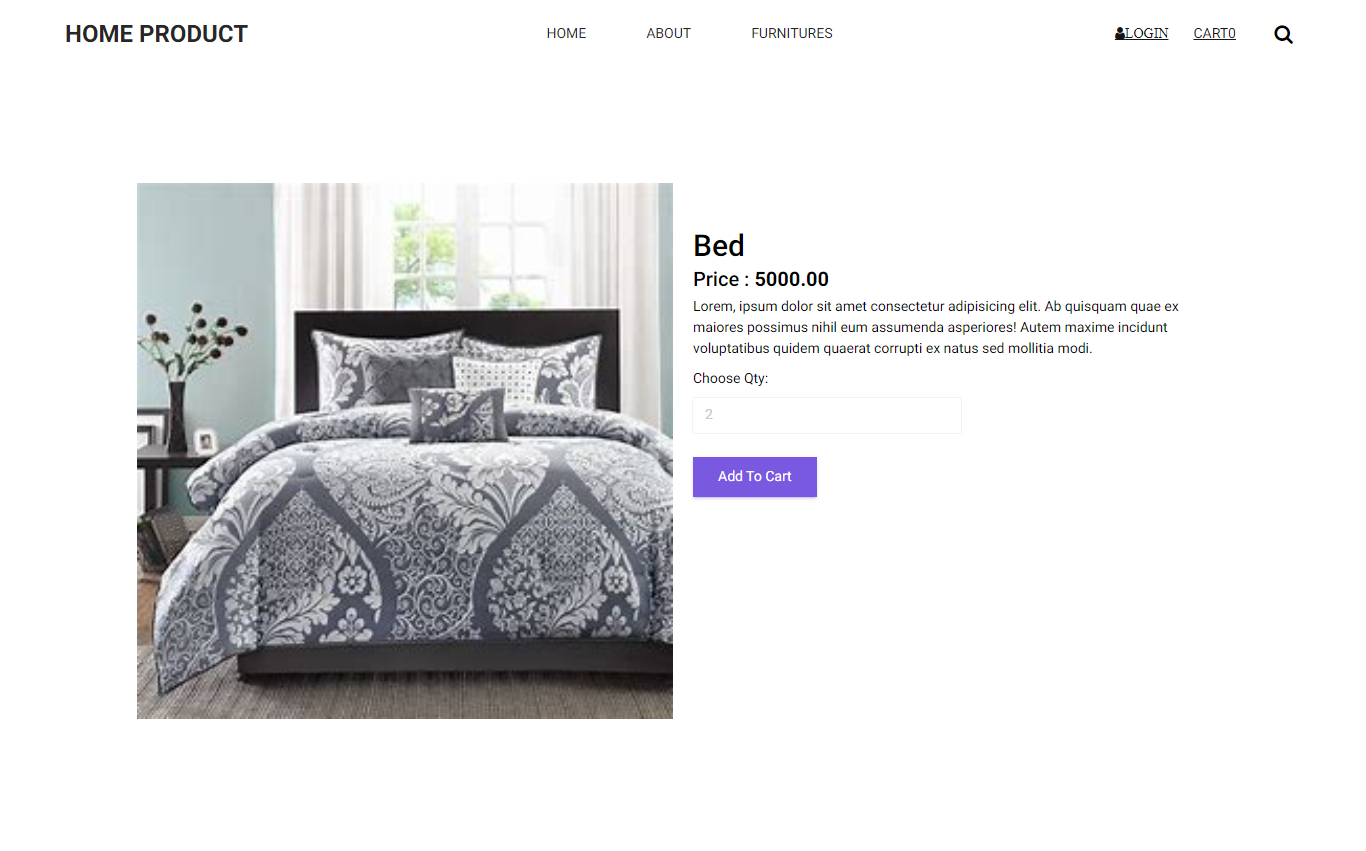 HOME PRODUCT
HOME
ABOUT
FURNITURES
LOGIN
CART0
Bed
Price : 5000.00
Lorem, ipsum dolor sit amet consectetur adipisicing elit. Ab quisquam quae ex
maiores possimus nihil eum assumenda asperiores! Autem maxime incidunt
voluptatibus quidem quaerat corrupti ex natus sed mollitia modi.
Choose Qty:
2
Add To Cart